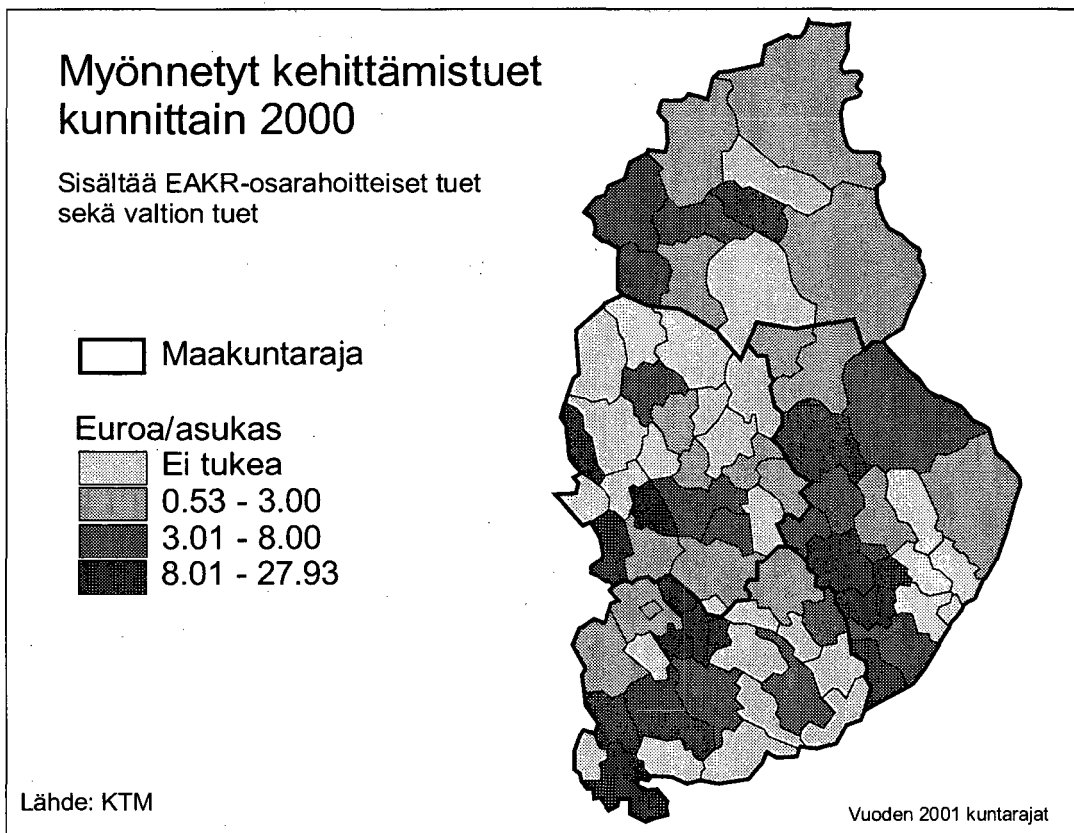 Myönnetyt kehittämistuet
kunnittain 2000
Sisältää EAKR-osarahoitteiset tuet
sekä valtion tuet
Maakuntaraja
Euroa/asukas
Ei tukea
0.53 - 3.00
3.01 - 8.00
8.01 - 27.93
Lähde: KTM
Vuoden 2001 kuntarajat